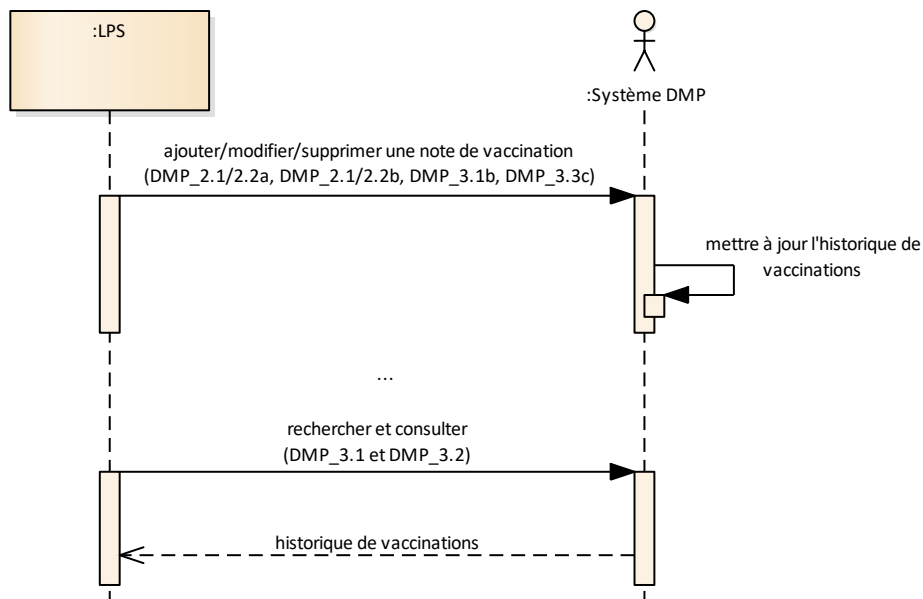 :LPS
:Système DMP
ajouter/modifier/supprimer une note de vaccination
(DMP_2.1/2.2a, DMP_2.1/2.2b, DMP_3.1b, DMP_3.3c)
mettre à jour l'historique de
vaccinations
...
rechercher et consulter
(DMP_3.1 et DMP_3.2)
historique de vaccinations